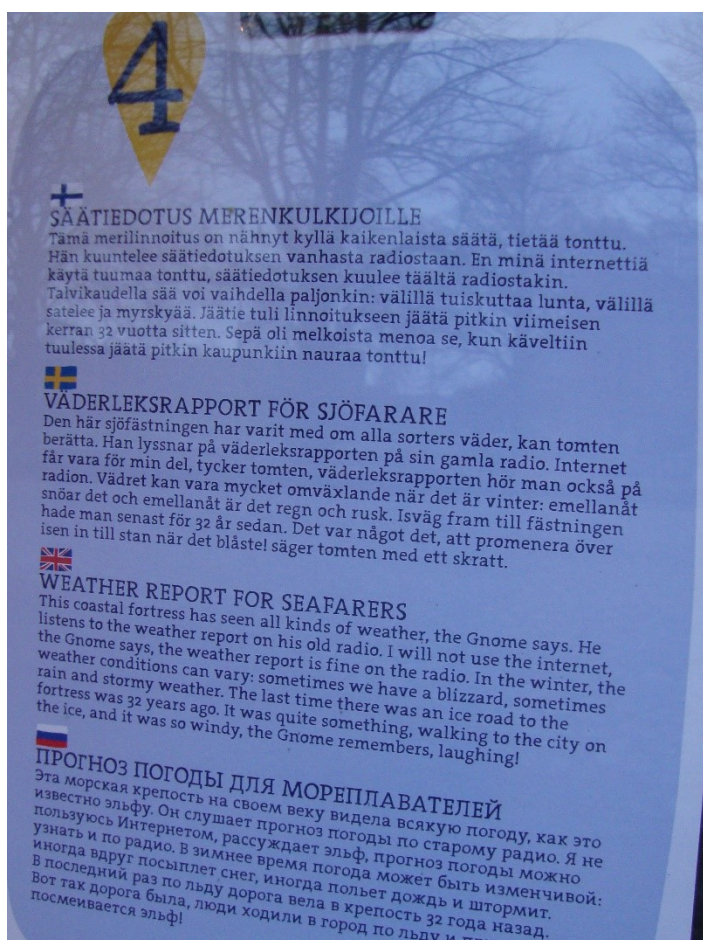 4
SÄÄTIEDOTUS MERENKULKIJOILLE
Tämä merilinnoitus on nähnyt kyllä kaikenlaista säätä, tietää tonttu.
Hän kuuntelee säätiedotuksen vanhasta radiostaan. En minä internettiä
käytä tuumaa tonttu, säätiedotuksen kuulee täältä radiostakin.
Talvikaudella sää voi vaihdella paljonkin: välillä tuiskuttaa lunta, välillä
satelee ja myrskyää. Jäätie tuli linnoitukseen jäätä pitkin viimeisen
kerran 32 vuotta sitten. Sepä oli melkoista menoa se, kun käveltiin
tuulessa jäätä pitkin kaupunkiin nauraa tonttu!
VÄDERLEKSRAPPORT FÖR SJÖFARARE
Den här sjöfästningen har varit med om alla sorters väder, kan tomten
berätta. Han lyssnar på väderleksrapporten på sin gamla radio. Internet
får vara för min del, tycker tomten, väderleksrapporten hör man också på
radion. Vädret kan vara mycket omväxlande när det är vinter: emellanåt
snöar det och emellanåt är det regn och rusk. Isväg fram till fästningen
hade man senast för 32 år sedan. Det var något det, att promenera över
isen in till stan när det blåste! säger tomten med ett skratt.
WEATHER REPORT FOR SEAFARERS
This coastal fortress has seen all kinds of weather, the Gnome says. He
listens to the weather report on his old radio. I will not use the internet,
the Gnome says, the weather report is fine on the radio. In the winter, the
weather conditions can vary: sometimes we have a blizzard, sometimes
rain and stormy weather. The last time there was an ice road to the
fortress was 32 years ago. It was quite something, walking to the city on
the ice, and it was so windy, the Gnome remembers, laughing!
ПРОГНОЗ ПОГОДЫ ДЛЯ МОРЕПЛАВАТЕЛЕЙ
Эта морская крепость на своем веку видела всякую погоду, как это
известно эльфу. Он слушает прогноз погоды по старому радио. Я не
пользуюсь Интернетом, рассуждает эльф, прогноз погоды можно
узнать и по радио. В зимнее время погода может быть изменчивой:
иногда вдруг посыплет снег, иногда польет дождь и штормит.
В последний раз по льду дорога вела в крепость 32 года назад.
Вот так дорога была, люди ходили в город по льду и
посмеивается эльф!